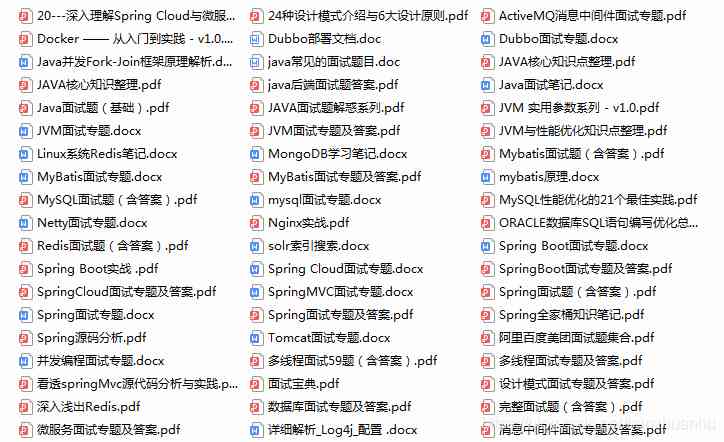 20---深入理解Spring Cloud与微服...
24种设计模式介绍与6大设计原则.pdf
ActiveMQ消息中间件面试专题.pdf
Docker —— 从入门到实践 - v1.0....
Dubbo部署文档.doc
Dubbo面试专题.docx
Java并发Fork-Join框架原理解析.d...
java常见的面试题目.doc
JAVA核心知识点整理.pdf
JAVA核心知识整理.pdf
java后端面试题答案.pdf
Java面试笔记.docx
Java面试题（基础）.pdf
JAVA面试题解惑系列.pdf
JVM 实用参数系列 - v1.0.pdf
JVM面试专题.docx
JVM面试专题及答案.pdf
JVM与性能优化知识点整理.pdf
Linux系统Redis笔记.docx
MongoDB学习笔记.docx
Mybatis面试题（含答案）.pdf
MyBatis面试专题.docx
MyBatis面试专题及答案.pdf
mybatis原理.docx
MySQL面试题（含答案）.pdf
mysql面试专题.docx
MySQL性能优化的21个最佳实践.pdf
Netty面试专题.docx
Nginx实战.pdf
ORACLE数据库SQL语句编写优化总...
Redis面试题（含答案）.pdf
solr索引搜索.docx
Spring Boot面试专题.docx
Spring Boot实战 .pdf
Spring Cloud面试专题.docx
SpringBoot面试专题及答案.pdf
SpringCloud面试专题及答案.pdf
SpringMVC面试专题.docx
Spring面试题（含答案）.pdf
Spring面试专题.docx
Spring面试专题及答案.pdf
Spring全家桶知识笔记.pdf
Spring源码分析.pdf
Tomcat面试专题.docx
阿里百度美团面试题集合.pdf
并发编程面试专题.docx
多线程面试59题（含答案）.pdf
多线程面试专题及答案.pdf
看透springMvc源代码分析与实践.p...
面试宝典.pdf
设计模式面试专题及答案.pdf
深入浅出Redis.pdf
数据库面试专题及答案.pdf
完整面试题（含答案）.pdf
微服务面试专题及答案.pdf
详细解析_Log4j_配置 .docx
消息中间件面试专题及答案.pdf